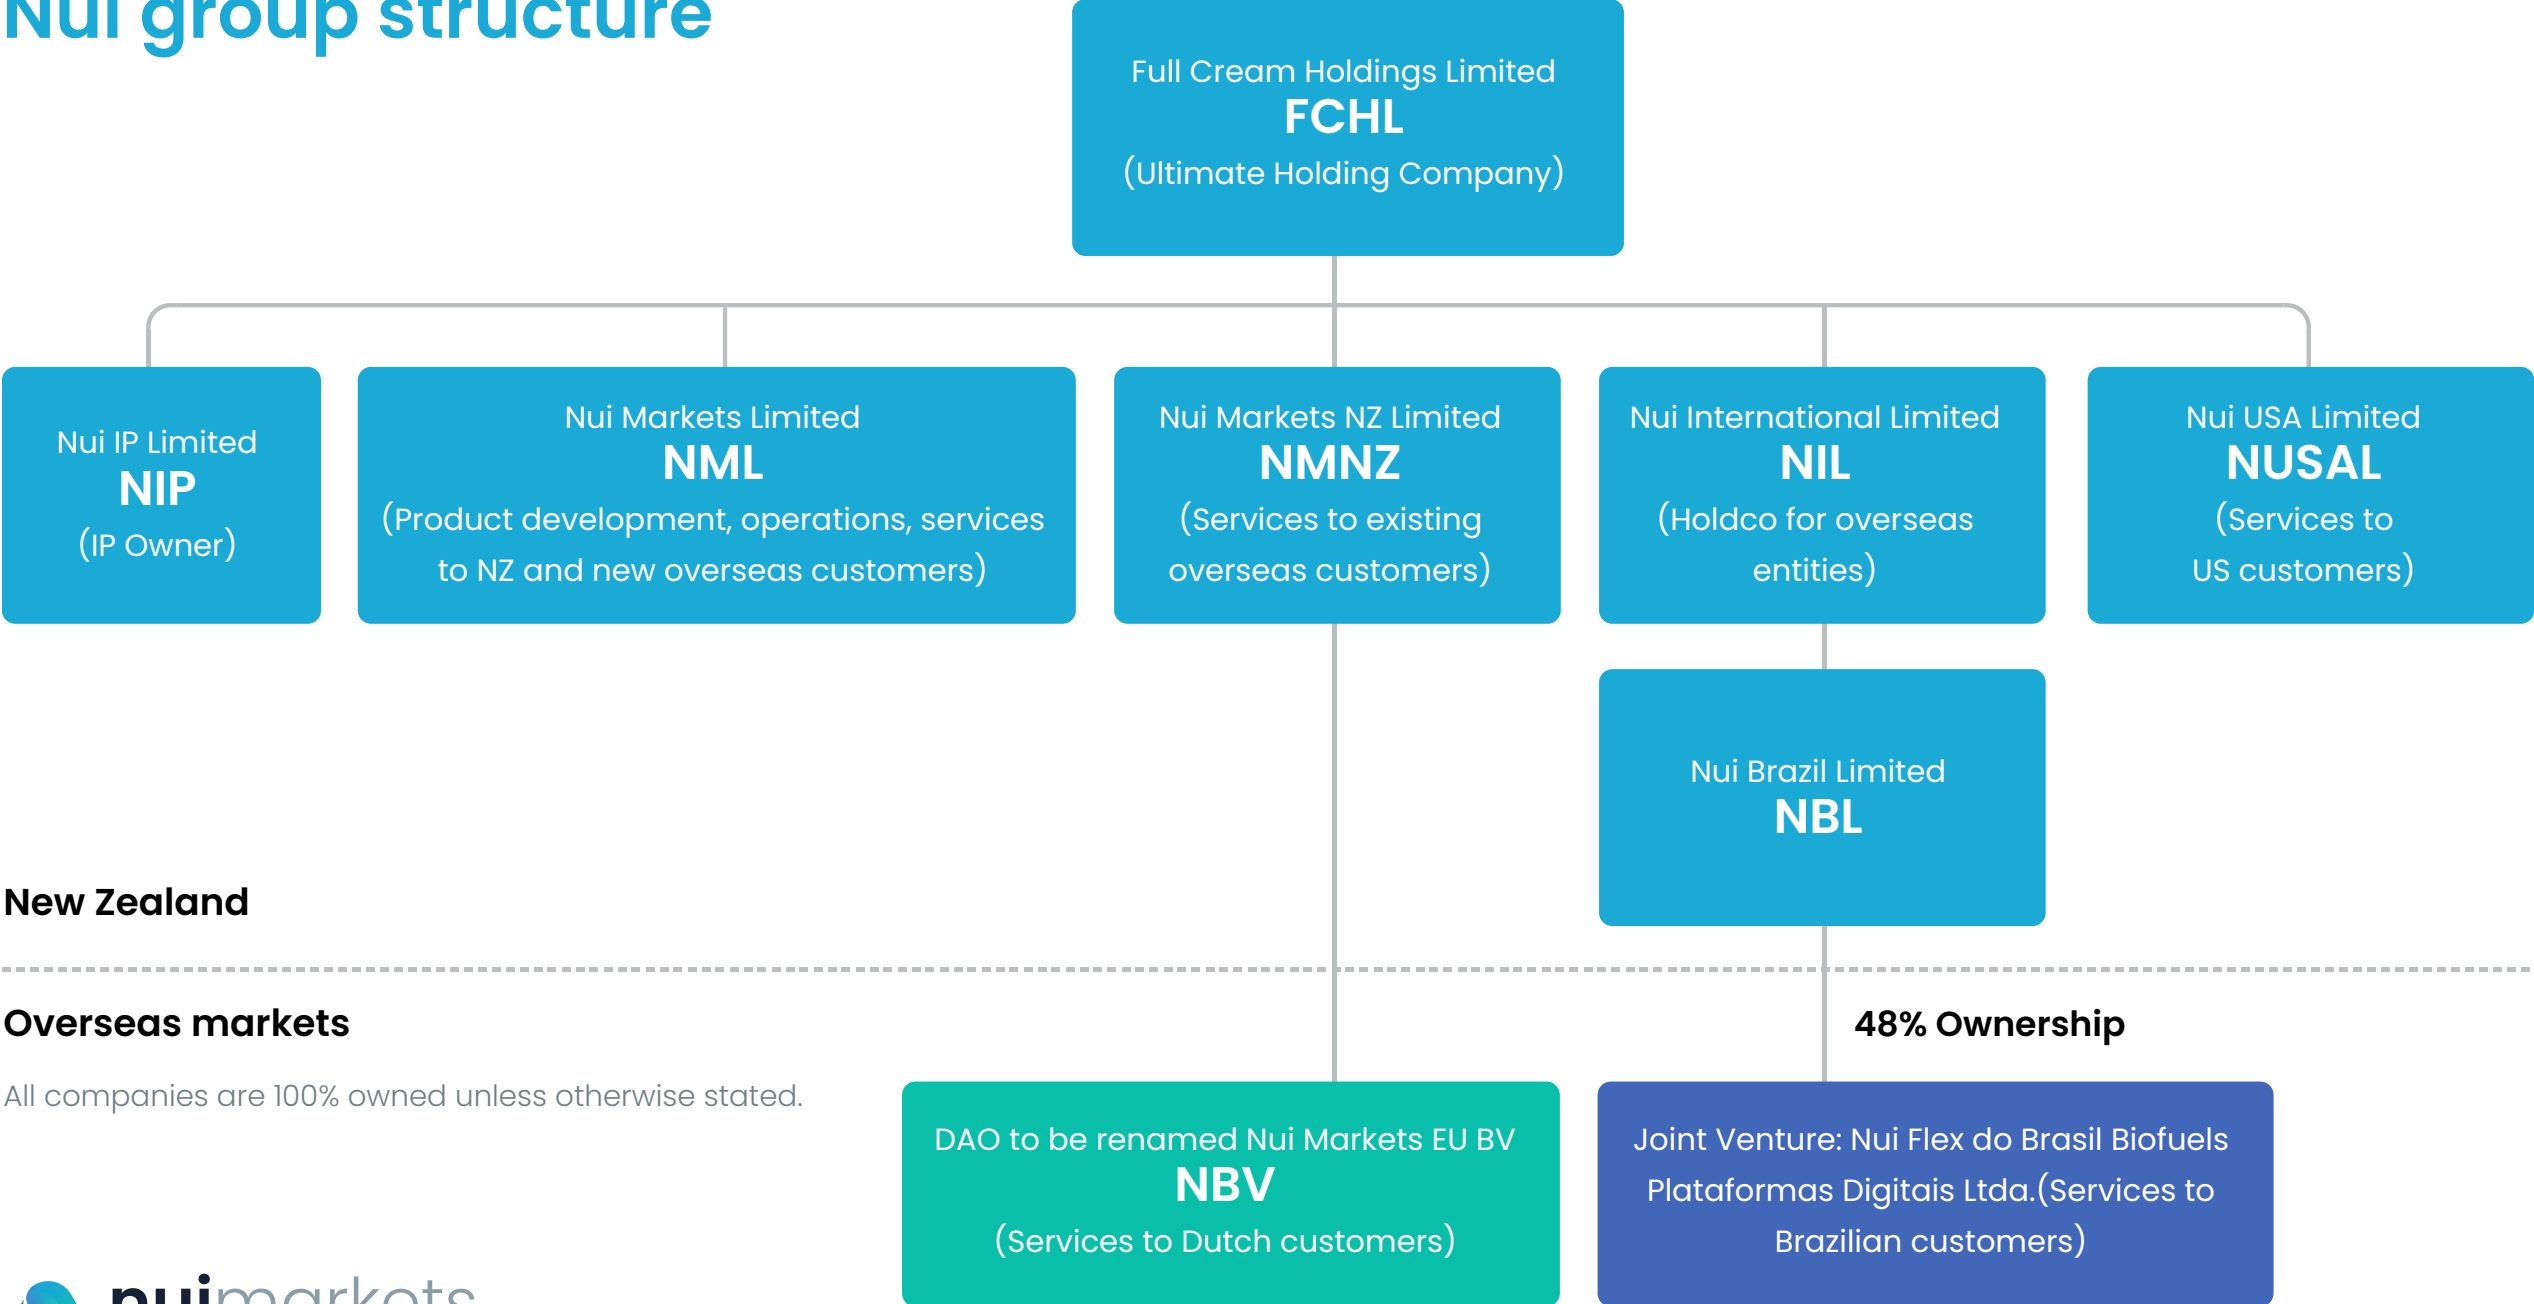 Nui group structure
Full Cream Holdings Limited
FCHL
(Ultimate Holding Company)
Nui IP Limited
NIP
(IP Owner)
Nui Markets Limited
NML
(Product development, operations, services
to NZ and new overseas customers)
Nui Markets NZ Limited
NMNZ
(Services to existing
overseas customers)
Nui International Limited
NIL
(Holdco for overseas
entities)
Nui USA Limited
NUSAL
(Services to
US customers)
Nui Brazil Limited
NBL
New Zealand
Overseas markets
48% Ownership
All companies are 100% owned unless otherwise stated.
DAO to be renamed Nui Markets EU BV
NBV
(Services to Dutch customers)
Joint Venture: Nui Flex do Brasil Biofuels
Plataformas Digitais Ltda.(Services to
Brazilian customers)
nuimarkets